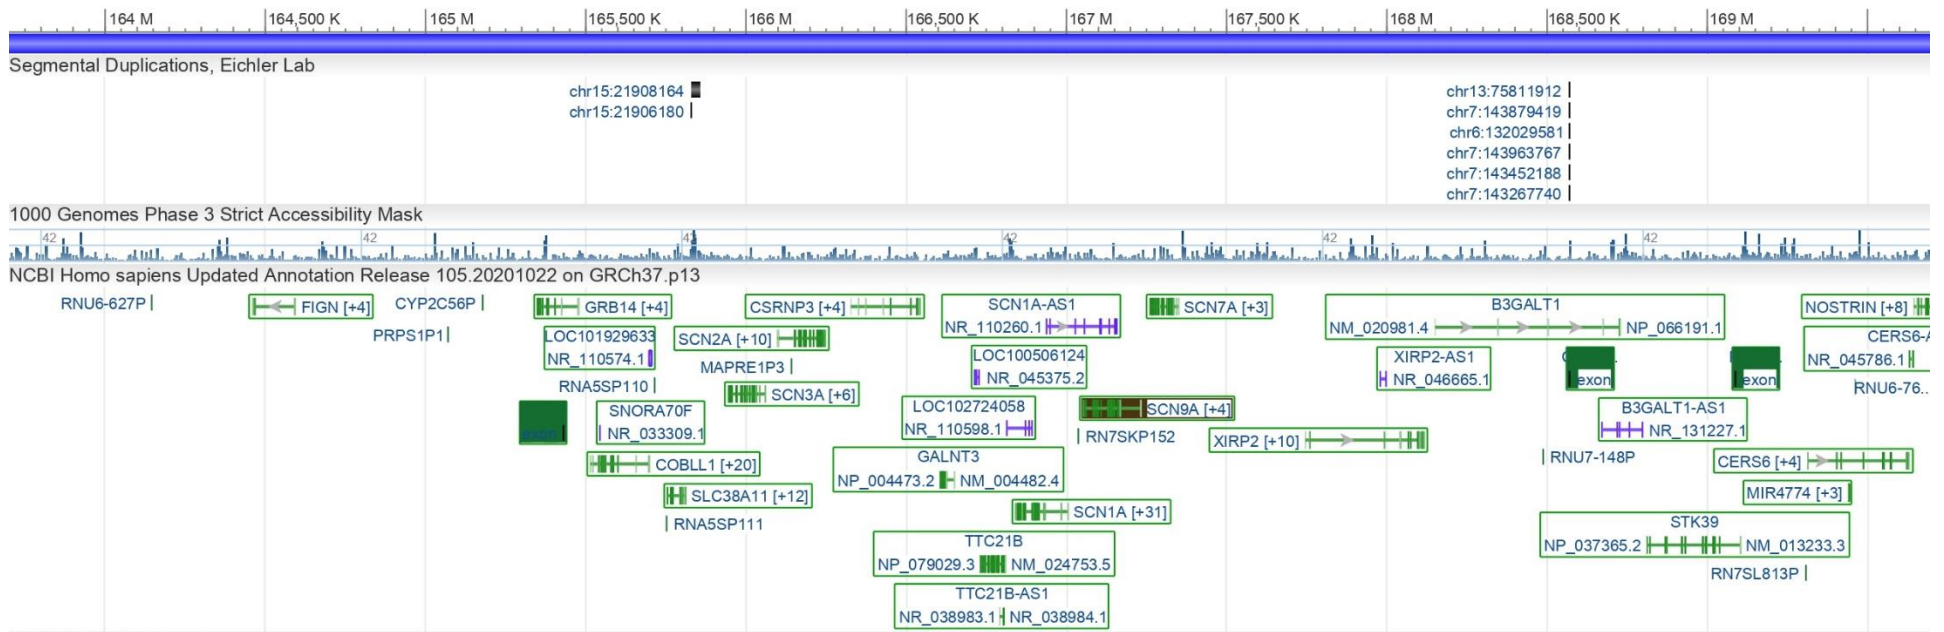 164 M
164,500 K
165 M
165,500 K
166 M
166,500 K
167 M
167,500 K
168 M
168,500 K
169 M
Segmental Duplications, Eichler Lab
chr15:21908164
chr15:21906180
chr13:75811912
chr7:143879419
chr6:132029581
chr7:143963767
chr7:143452188
chr7:143267740
1000 Genomes Phase 3 Strict Accessibility Mask
42
42
42
42
42
NCBI Homo sapiens Updated Annotation Release 105.20201022 on GRCh37.p13
RNU6-627P
FIGN [+4]
CYP2C56P
GRB14 [+4]
CSRNP3 [+4]
SCN1A-AS1
NR_110260.1
SCN7A [+3]
B3GALT1
NM_020981.4
NP_066191.1
NOSTRIN [+8]
PRPS1P1
LOC101929633
NR_110574.1
SCN2A [+10]
MAPRE1P3
LOC100506124
NR_045375.2
XIRP2-AS1
NR_046665.1
exon
exon
CERS6-A
NR_045786.1
RNU6-76..
RNA5SP110
SCN3A [+6]
exon
SNORA70F
NR_033309.1
LOC102724058
NR_110598.1
SCN9A [+4]
RN7SKP152
XIRP2 [+10]
B3GALT1-AS1
NR_131227.1
COBLL1 [+20]
GALNT3
NP_004473.2
NM_004482.4
RNU7-148P
CERS6 [+4]
SLC38A11 [+12]
MIR4774 [+3]
RNA5SP111
SCN1A [+31]
STK39
NP_037365.2
NM_013233.3
TTC21B
NP_079029.3
NM_024753.5
RN7SL813P
TTC21B-AS1
NR_038983.1
NR_038984.1